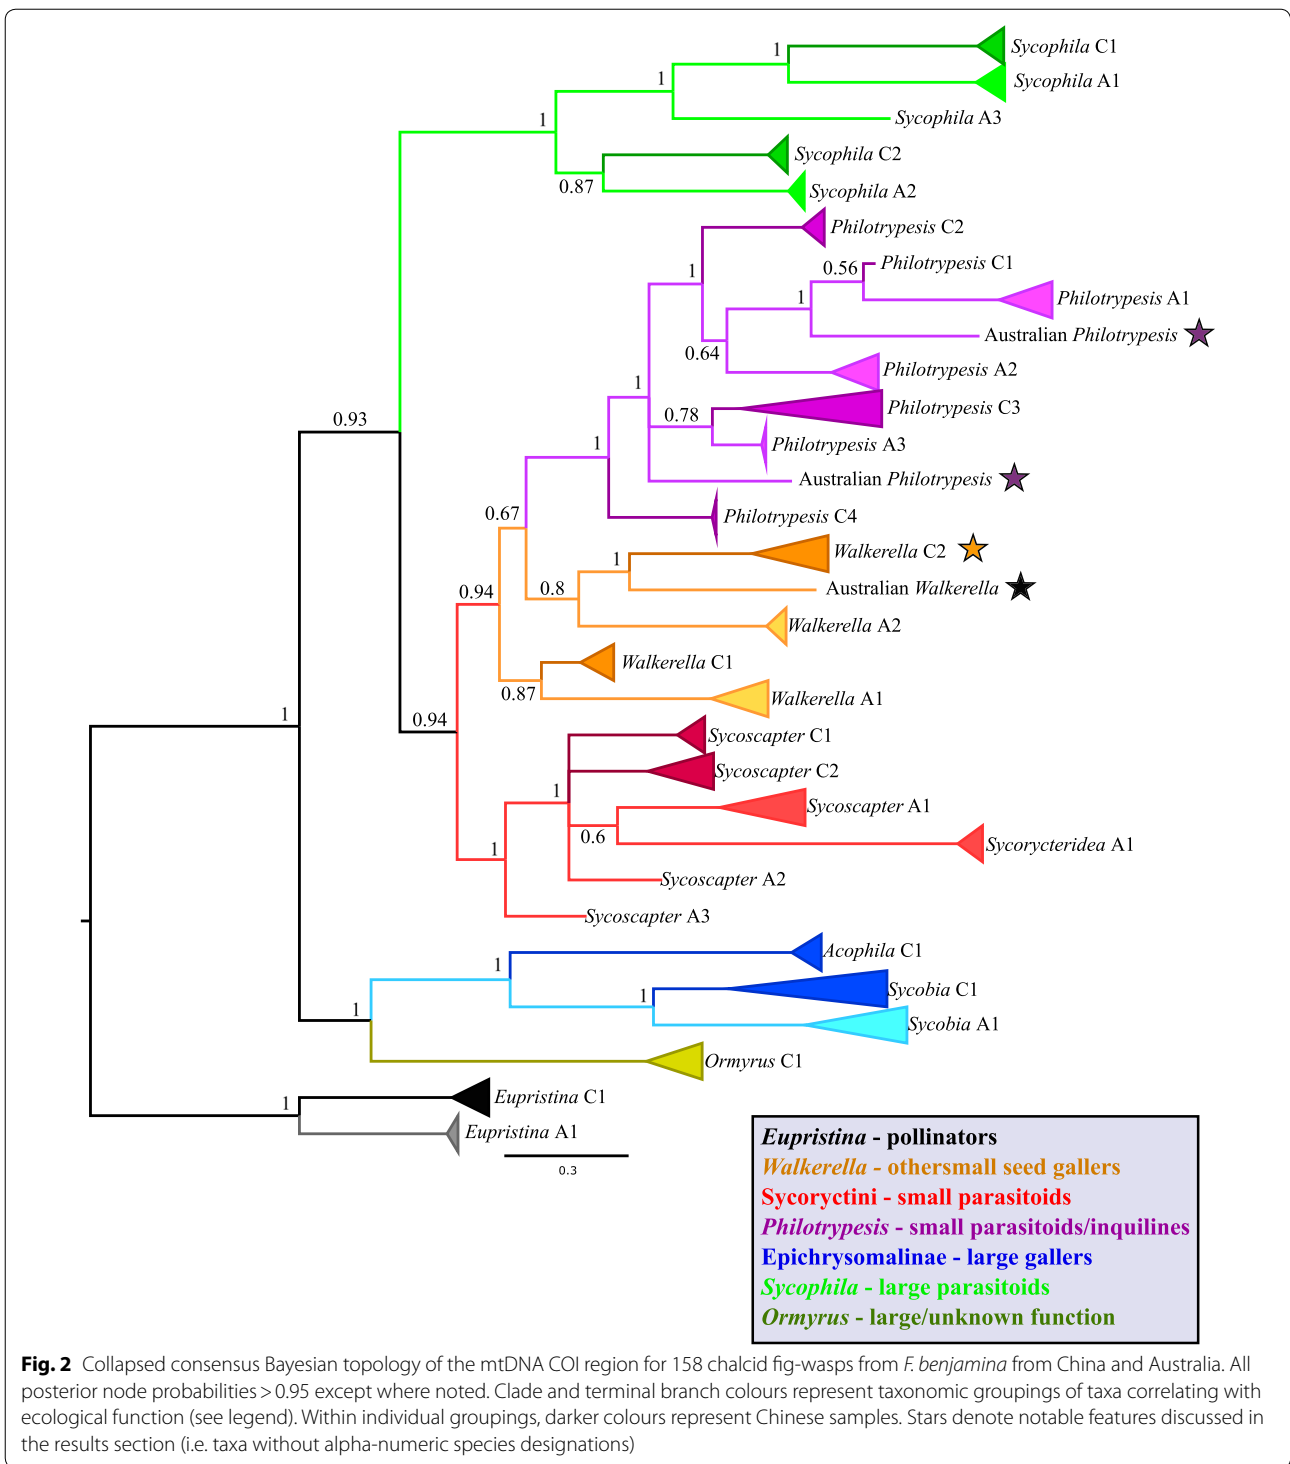 1
Sycophila C1
1
Sycophila A1
1
Sycophila A3
Sycophila C2
0.87
Sycophila A2
Philotrypesis C2
1
0.56
Philotrypesis C1
1
Philotrypesis A1
Australian Philotrypesis
0.64
Philotrypesis A2
1
0.78
Philotrypesis C3
0.93
1
Philotrypesis A3
Australian Philotrypesis
0.67
Philotrypesis C4
1
Walkerella C2
0.94
0.8
Australian Walkerella
Walkerella A2
Walkerella C1
0.87
Walkerella A1
1
0.94
Sycoscapter C1
Sycoscapter C2
1
Sycoscapter A1
0.6
1
Sycorycteridea A1
Sycoscapter A2
Sycoscapter A3
Acophila C1
1
Sycobia C1
1
1
Sycobia A1
Ormyrus C1
1
Eupristina C1
Eupristina A1
0.3
Eupristina - pollinators
Walkerella - othersmall seed gallers
Sycoryctini - small parasitoids
Philotrypesis - small parasitoids/inquilines
Epichrysomalinae - large gallers
Sycophila - large parasitoids
Ormyrus - large/unknown function
Fig. 2 Collapsed consensus Bayesian topology of the mtDNA COI region for 158 chalcid fig-wasps from F. benjamina from China and Australia. All
posterior node probabilities > 0.95 except where noted. Clade and terminal branch colours represent taxonomic groupings of taxa correlating with
ecological function (see legend). Within individual groupings, darker colours represent Chinese samples. Stars denote notable features discussed in
the results section (i.e. taxa without alpha-numeric species designations)